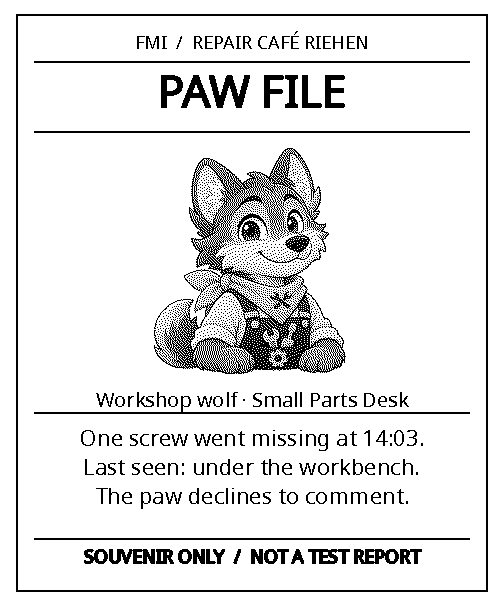 FMI / REPAIR CAFÉ RIEHEN
PAW FILE
Workshop wolf · Small Parts Desk
One screw went missing at 14:03.
Last seen: under the workbench.
The paw declines to comment.
SOUVENIR ONLY / NOT A TEST REPORT